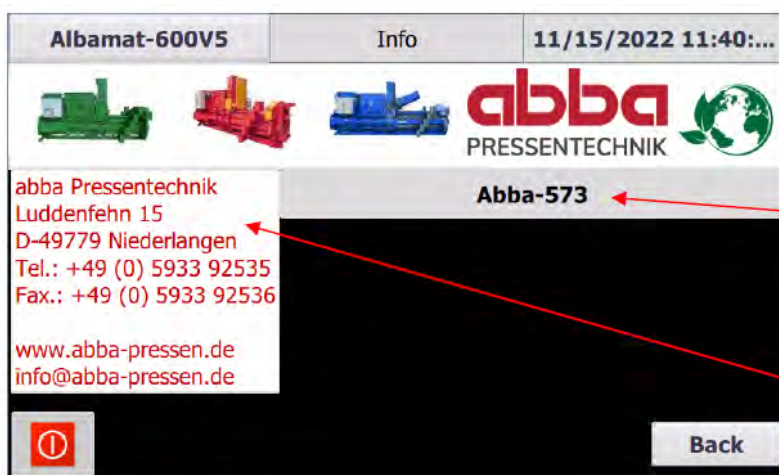 Albamat-600V5 Info 11/15/2022 11:40:...
abba
PRESSENTECHNIK
Abba-573
abba Pressentechnik
Luddenfehn 15
D-49779 Niederlangen
Tel.: +49 (0) 5933 92535
Fax.: +49 (0) 5933 92536
www.abba-pressen.de
info@abba-pressen.de
Back